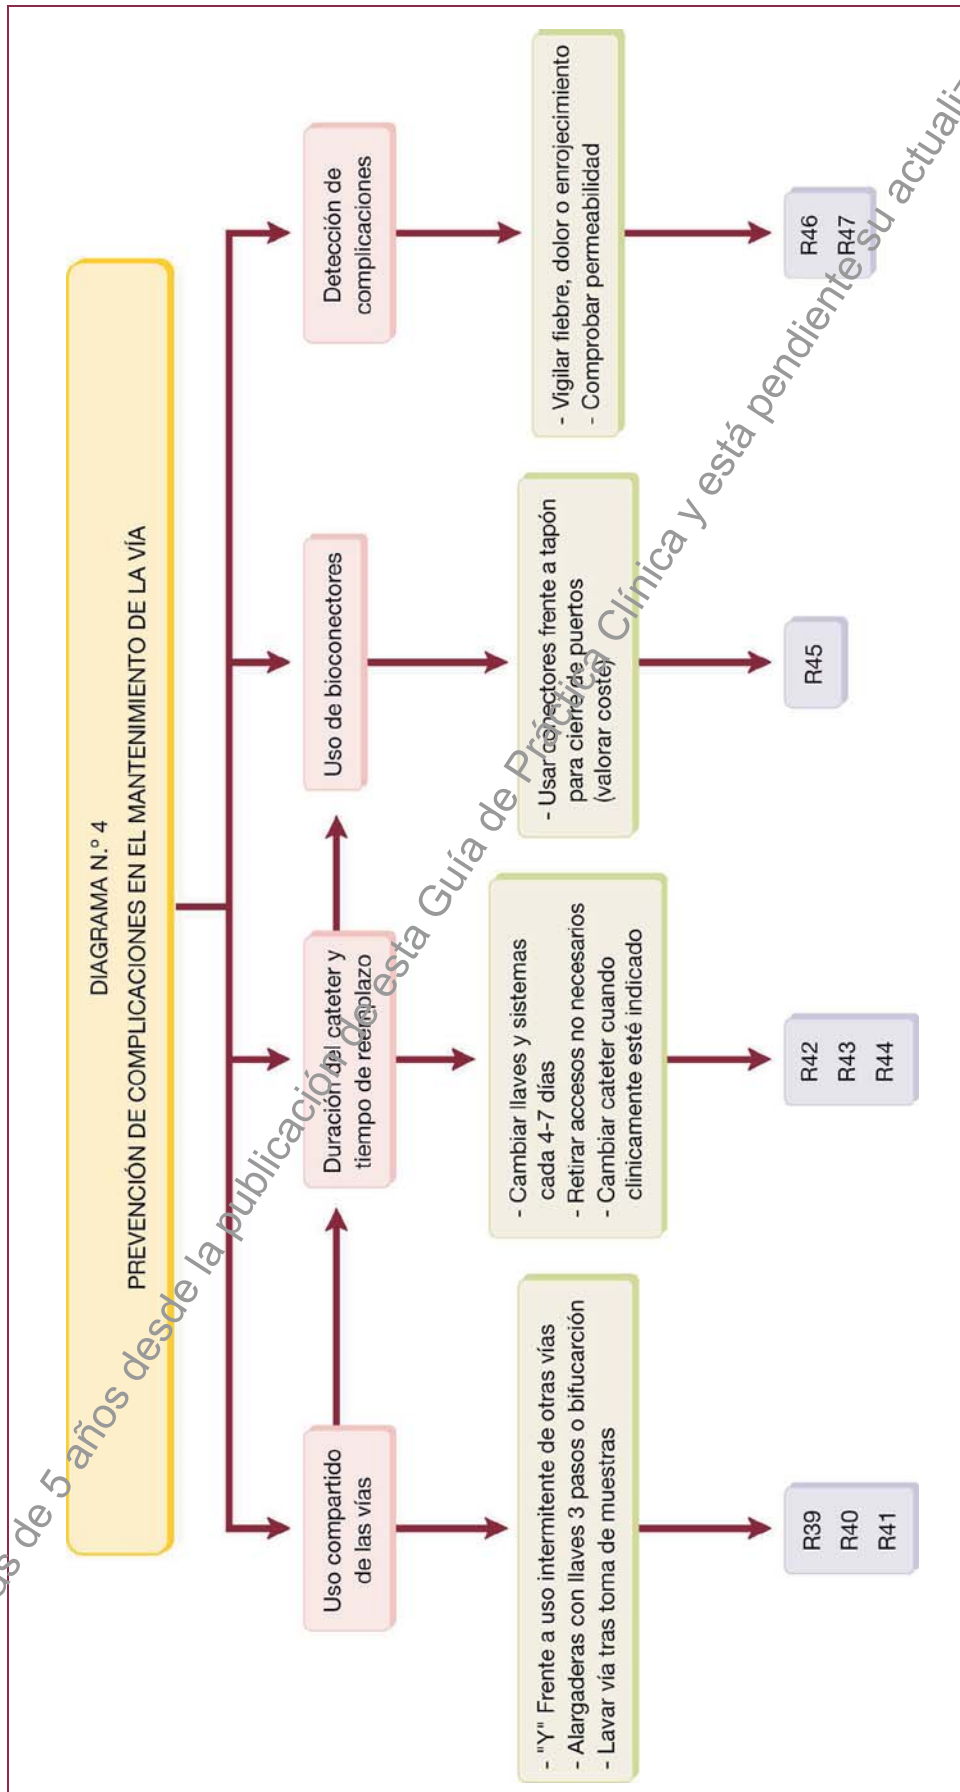 DIAGRAMA N.º 4
PREVENCIÓN DE COMPLICACIONES EN EL MANTENIMIENTO DE LA VÍA
Uso compartido
de las vías
Duración del cateter y
tiempo de reemplazo
Uso de bioconectores
Detección de
complicaciones
- "Y" Frente a uso intermitente de otras vías
- Alargaderas con llaves 3 pasos o bifucarción
- Lavar vía tras toma de muestras
- Cambiar llaves y sistemas
cada 4-7 días
- Retirar accesos no necesarios
- Cambiar cateter cuando
clinicamente esté indicado
- Usar conectores frente a tapón
para cierre de puertos
(valorar coste)
- Vigilar fiebre, dolor o enrojecimiento
- Comprobar permeabilidad
R39
R40
R41
R42
R43
R44
R45
R46
R47
de 5 años desde la publicación de esta Guía de Práctica Clínica y está pendiente su